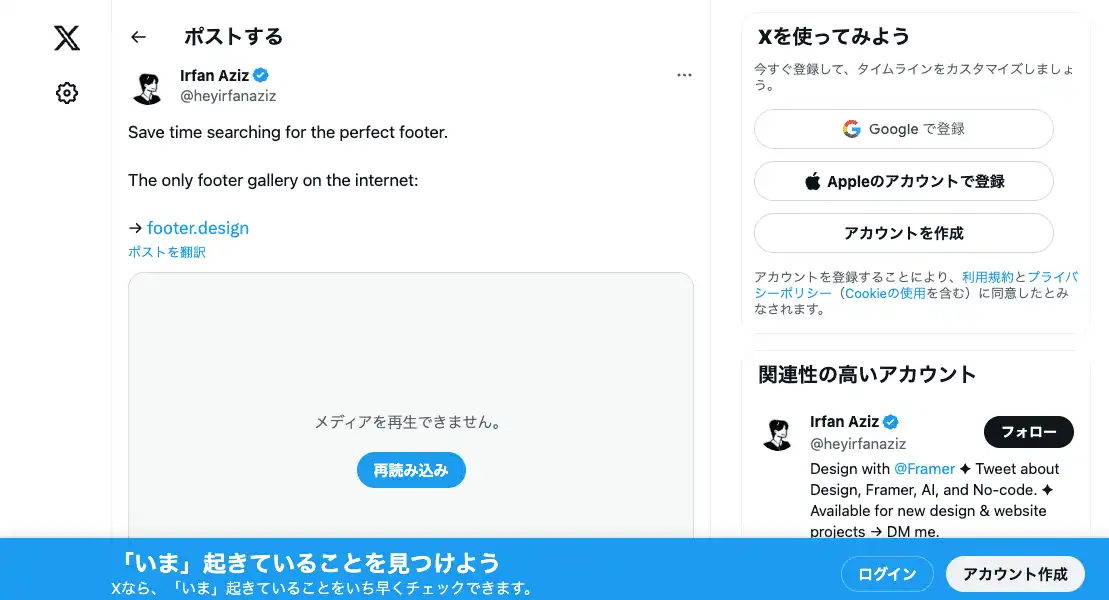 ポストする
Irfan Aziz
@heyirfanaziz
Save time searching for the perfect footer.
The only footer gallery on the internet:
→ footer.design
ポストを翻訳
メディアを再生できません。
再読み込み
Xを使ってみよう
今すぐ登録して、タイムラインをカスタマイズしましょ
う。
Google で登録
Appleのアカウントで登録
アカウントを作成
アカウントを登録することにより、利用規約とプライバ
シーポリシー（Cookieの使用を含む）に同意したとみ
なされます。
関連性の高いアカウント
Irfan Aziz
@heyirfanaziz
フォロー
Design with @Framer ✦ Tweet about
Design, Framer, AI, and No-code. ✦
Available for new design & website
projects → DM me.
「いま」起きていることを見つけよう
Xなら、「いま」起きていることをいち早くチェックできます。
ログイン
アカウント作成